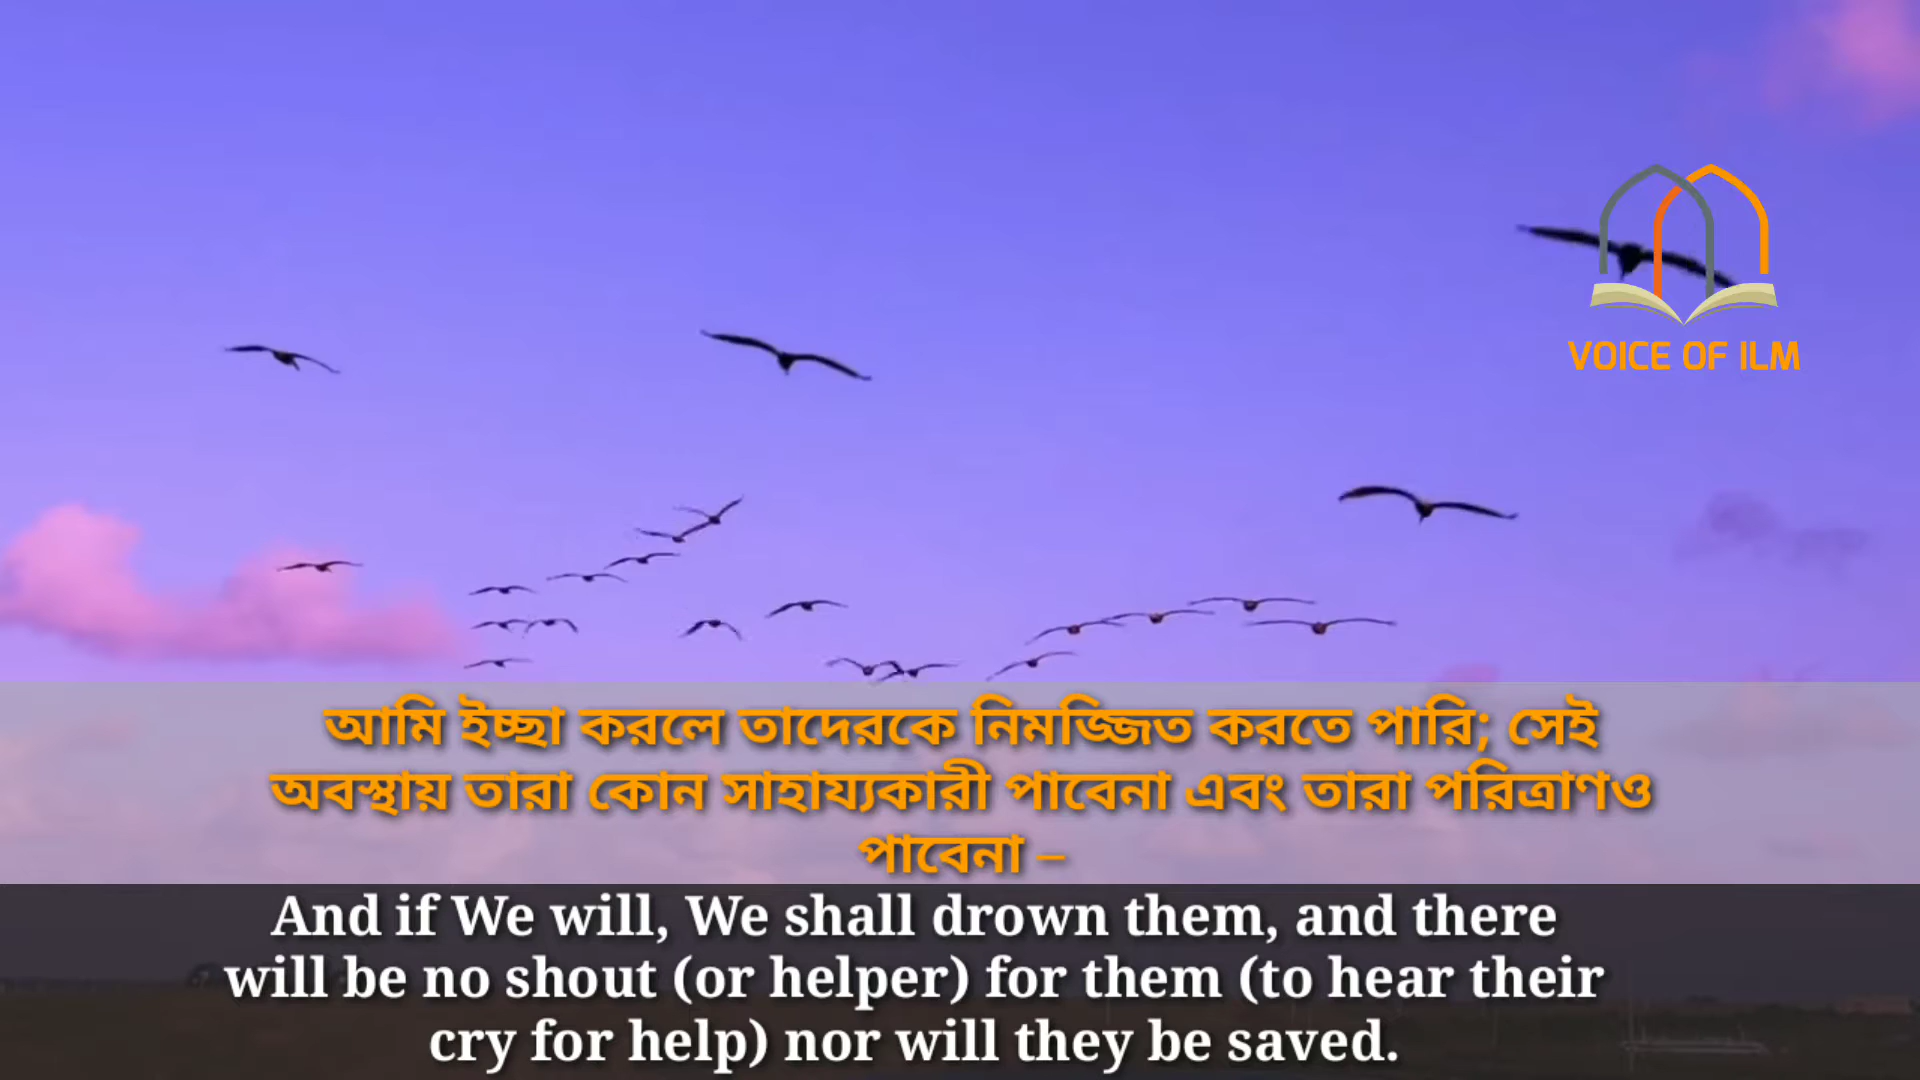 VOICE OF ILM
আমি ইচ্ছা করলে তাদেরকে নিমজ্জিত করতে পারি; সেই
অবস্থায় তারা কোন সাহায্যকারী পাবেনা এবং তারা পরিত্রাণও
পাবেনা –
And if We will, We shall drown them, and there
will be no shout (or helper) for them (to hear their
cry for help) nor will they be saved.